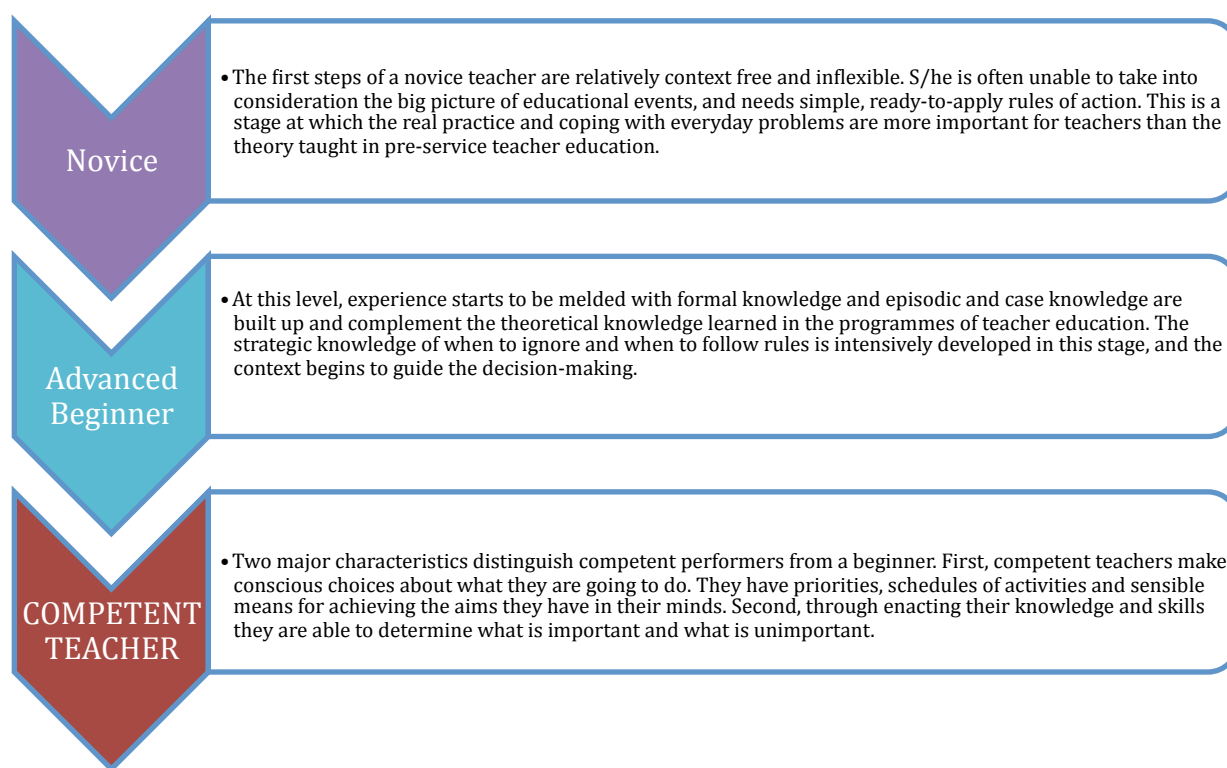 Novice
• The first steps of a novice teacher are relatively context free and inflexible. S/he is often unable to take into
consideration the big picture of educational events, and needs simple, ready-to-apply rules of action. This is a
stage at which the real practice and coping with everyday problems are more important for teachers than the
theory taught in pre-service teacher education.
Advanced
Beginner
• At this level, experience starts to be melded with formal knowledge and episodic and case knowledge are
built up and complement the theoretical knowledge learned in the programmes of teacher education. The
strategic knowledge of when to ignore and when to follow rules is intensively developed in this stage, and the
context begins to guide the decision-making.
COMPETENT
TEACHER
• Two major characteristics distinguish competent performers from a beginner. First, competent teachers make
conscious choices about what they are going to do. They have priorities, schedules of activities and sensible
means for achieving the aims they have in their minds. Second, through enacting their knowledge and skills
they are able to determine what is important and what is unimportant.